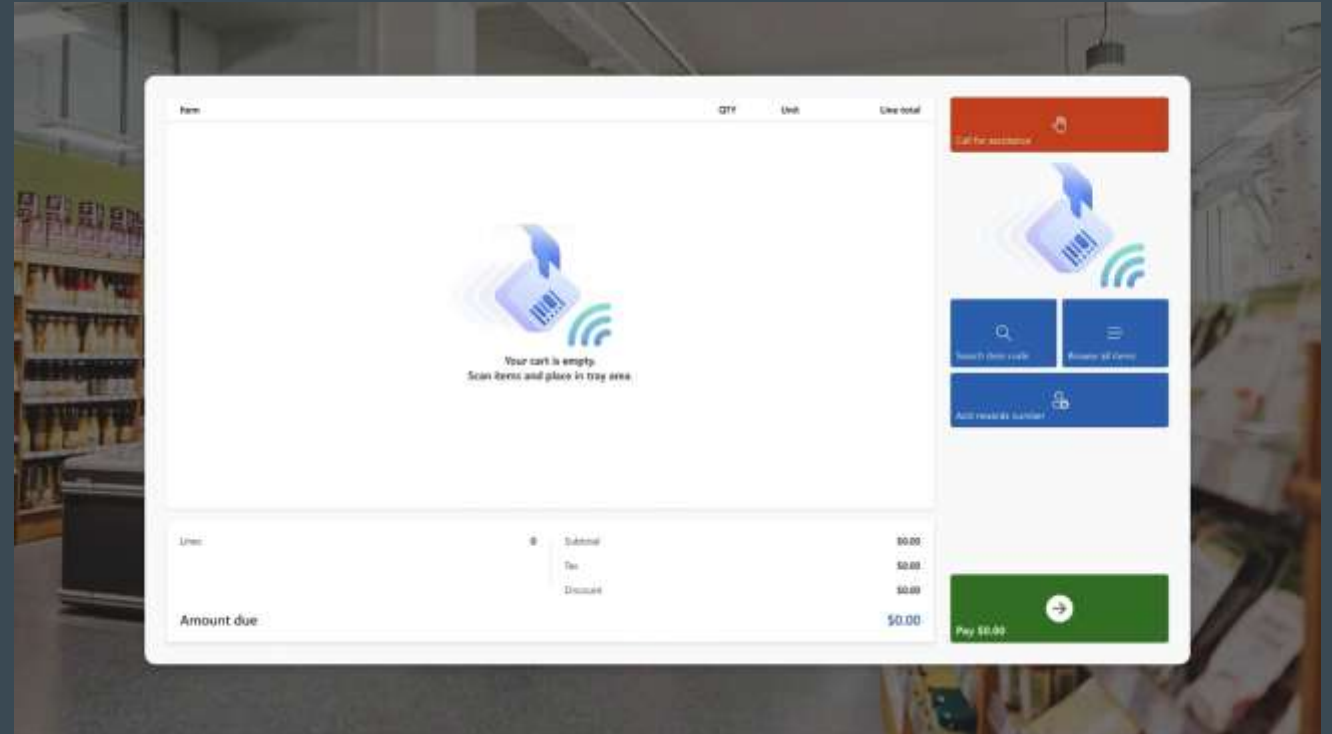 Item QTY Unit Line total
Call for assistance
Your cart is empty.
Scan items and place in tray area
Search item code
Browse all items
Add rewards number
Lines 0
Subtotal $0.00
Tax $0.00
Discount $0.00
Amount due $0.00
Pay $0.00